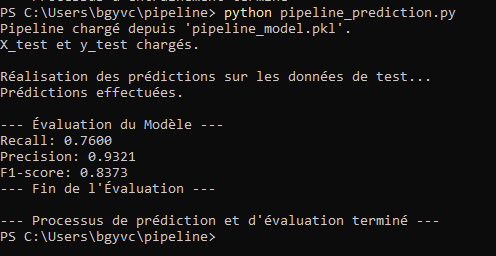 PS C:\Users\bgyvc\pipeline> python pipeline_prediction.py
Pipeline chargé depuis 'pipeline_model.pkl'.
X_test et y_test chargés.
Réalisation des prédictions sur les données de test...
Prédictions effectuées.
--- Évaluation du Modèle ---
Recall: 0.7600
Precision: 0.9321
F1-score: 0.8373
--- Fin de l'Évaluation ---
--- Processus de prédiction et d'évaluation terminé ---
PS C:\Users\bgyvc\pipeline>